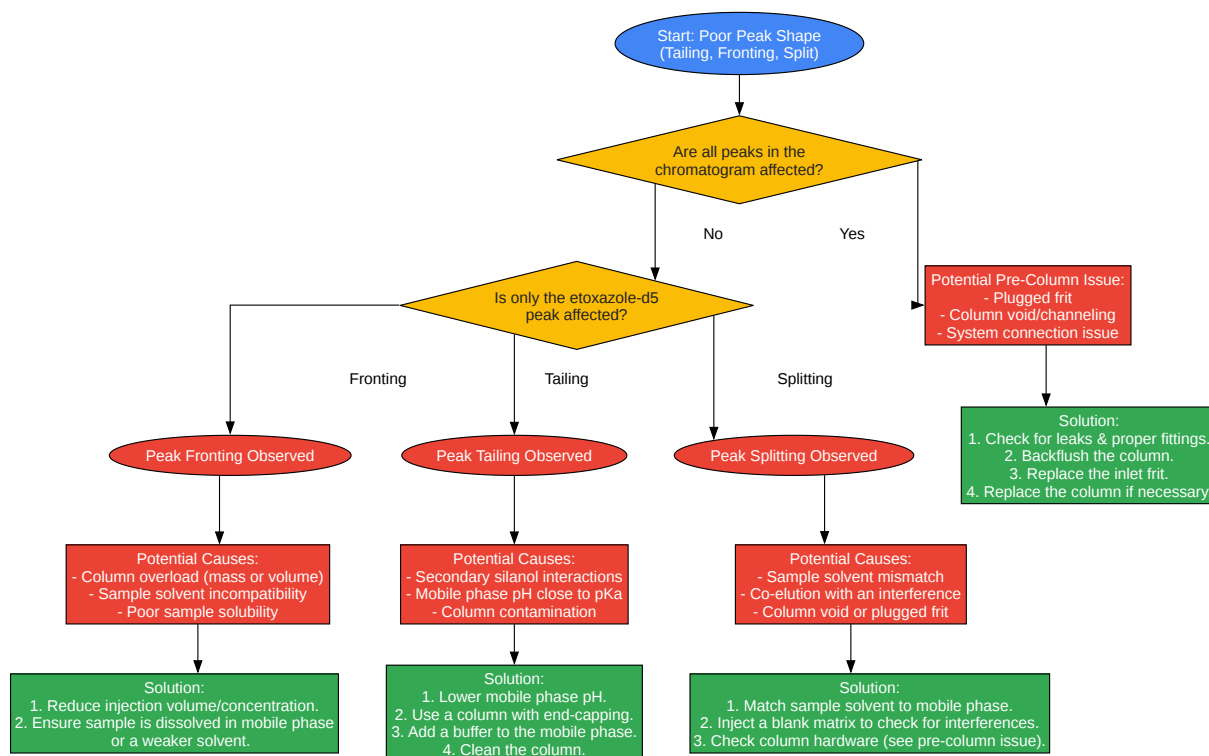 Start: Poor Peak Shape
(Tailing, Fronting, Split)
Are all peaks in the
chromatogram affected?
No
Yes
Is only the etoxazole-d5
peak affected?
Potential Pre-Column Issue:
- Plugged frit
- Column void/channeling
- System connection issue
Fronting
Tailing
Splitting
Solution:
1. Check for leaks & proper fittings.
2. Backflush the column.
3. Replace the inlet frit.
4. Replace the column if necessary
Peak Fronting Observed
Peak Tailing Observed
Peak Splitting Observed
Potential Causes:
- Column overload (mass or volume)
- Sample solvent incompatibility
- Poor sample solubility
Potential Causes:
- Secondary silanol interactions
- Mobile phase pH close to pKa
- Column contamination
Potential Causes:
- Sample solvent mismatch
- Co-elution with an interference
- Column void or plugged frit
Solution:
1. Reduce injection volume/concentration.
2. Ensure sample is dissolved in mobile phase
or a weaker solvent.
Solution:
1. Lower mobile phase pH.
2. Use a column with end-capping.
3. Add a buffer to the mobile phase.
4. Clean the column.
Solution:
1. Match sample solvent to mobile phase.
2. Inject a blank matrix to check for interferences.
3. Check column hardware (see pre-column issue).